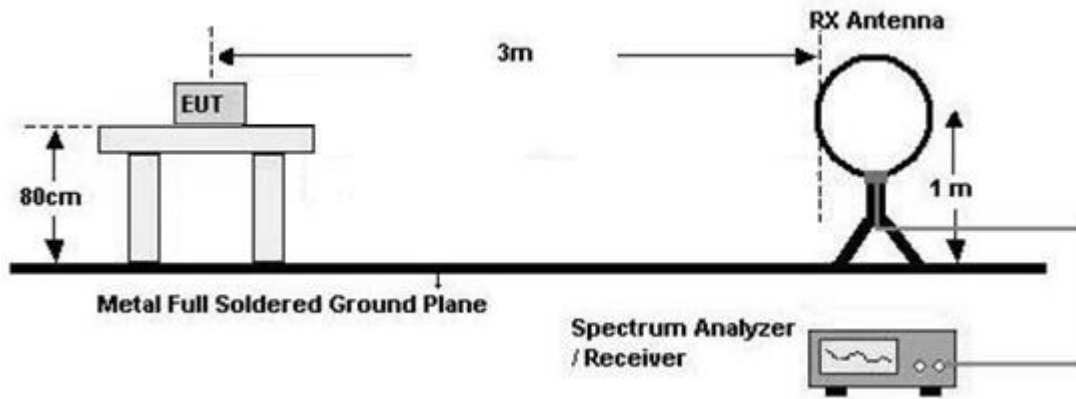 RX Antenna
3m
EUT
80cm
1 m
Metal Full Soldered Ground Plane
Spectrum Analyzer
/ Receiver